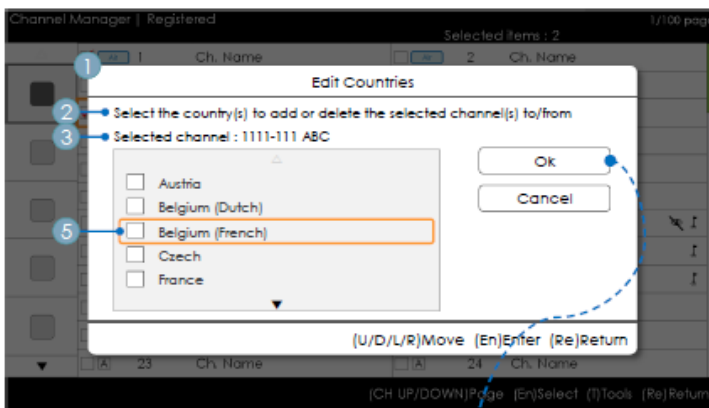 Channel Manager | Registered
1/100 page
Selected items : 2
Air 1 Ch. Name
Air 2 Ch. Name
1
Edit Countries
2
Select the country(s) to add or delete the selected channel(s) to/from
3
Selected channel : 1111-111 ABC
Ok
Austria
Cancel
Belgium (Dutch)
5
Belgium (French)
Czech
France
(U/D/L/R)Move (En)Enter (Re)Return
A 23 Ch. Name
A 24 Ch. Name
(CH UP/DOWN)Page (En)Select (T)Tools (Re)Return